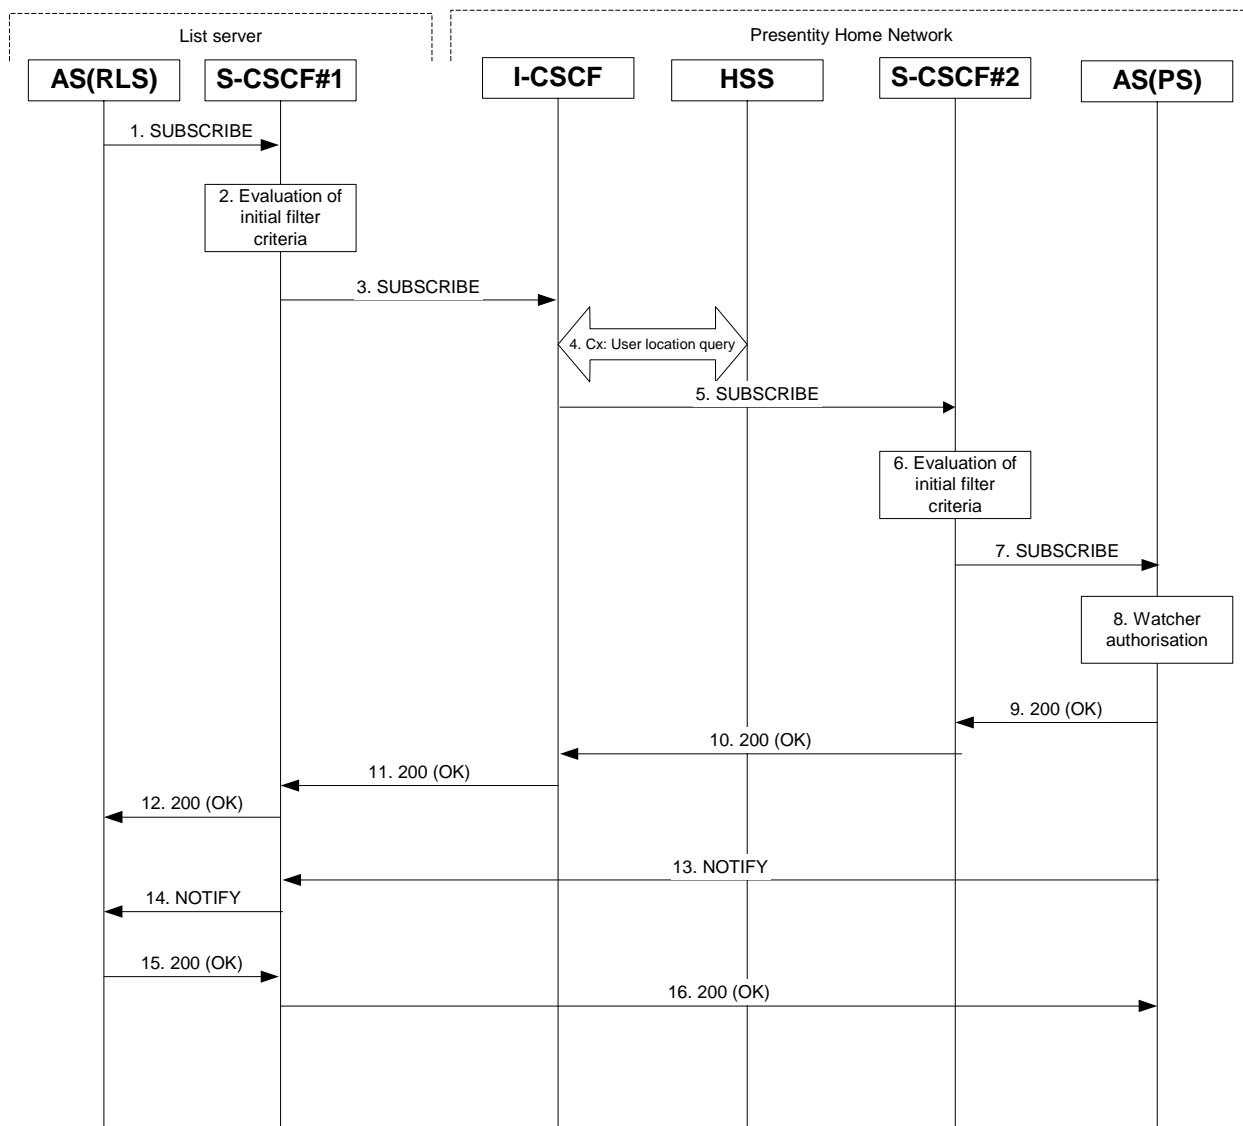 List server
Presentity Home Network
AS(RLS)
S-CSCF#1
I-CSCF
HSS
S-CSCF#2
AS(PS)
1. SUBSCRIBE
2. Evaluation of
initial filter
criteria
3. SUBSCRIBE
4. Cx: User location query
5. SUBSCRIBE
6. Evaluation of
initial filter
criteria
7. SUBSCRIBE
8. Watcher
authorisation
9. 200 (OK)
10. 200 (OK)
11. 200 (OK)
12. 200 (OK)
13. NOTIFY
14. NOTIFY
15. 200 (OK)
16. 200 (OK)